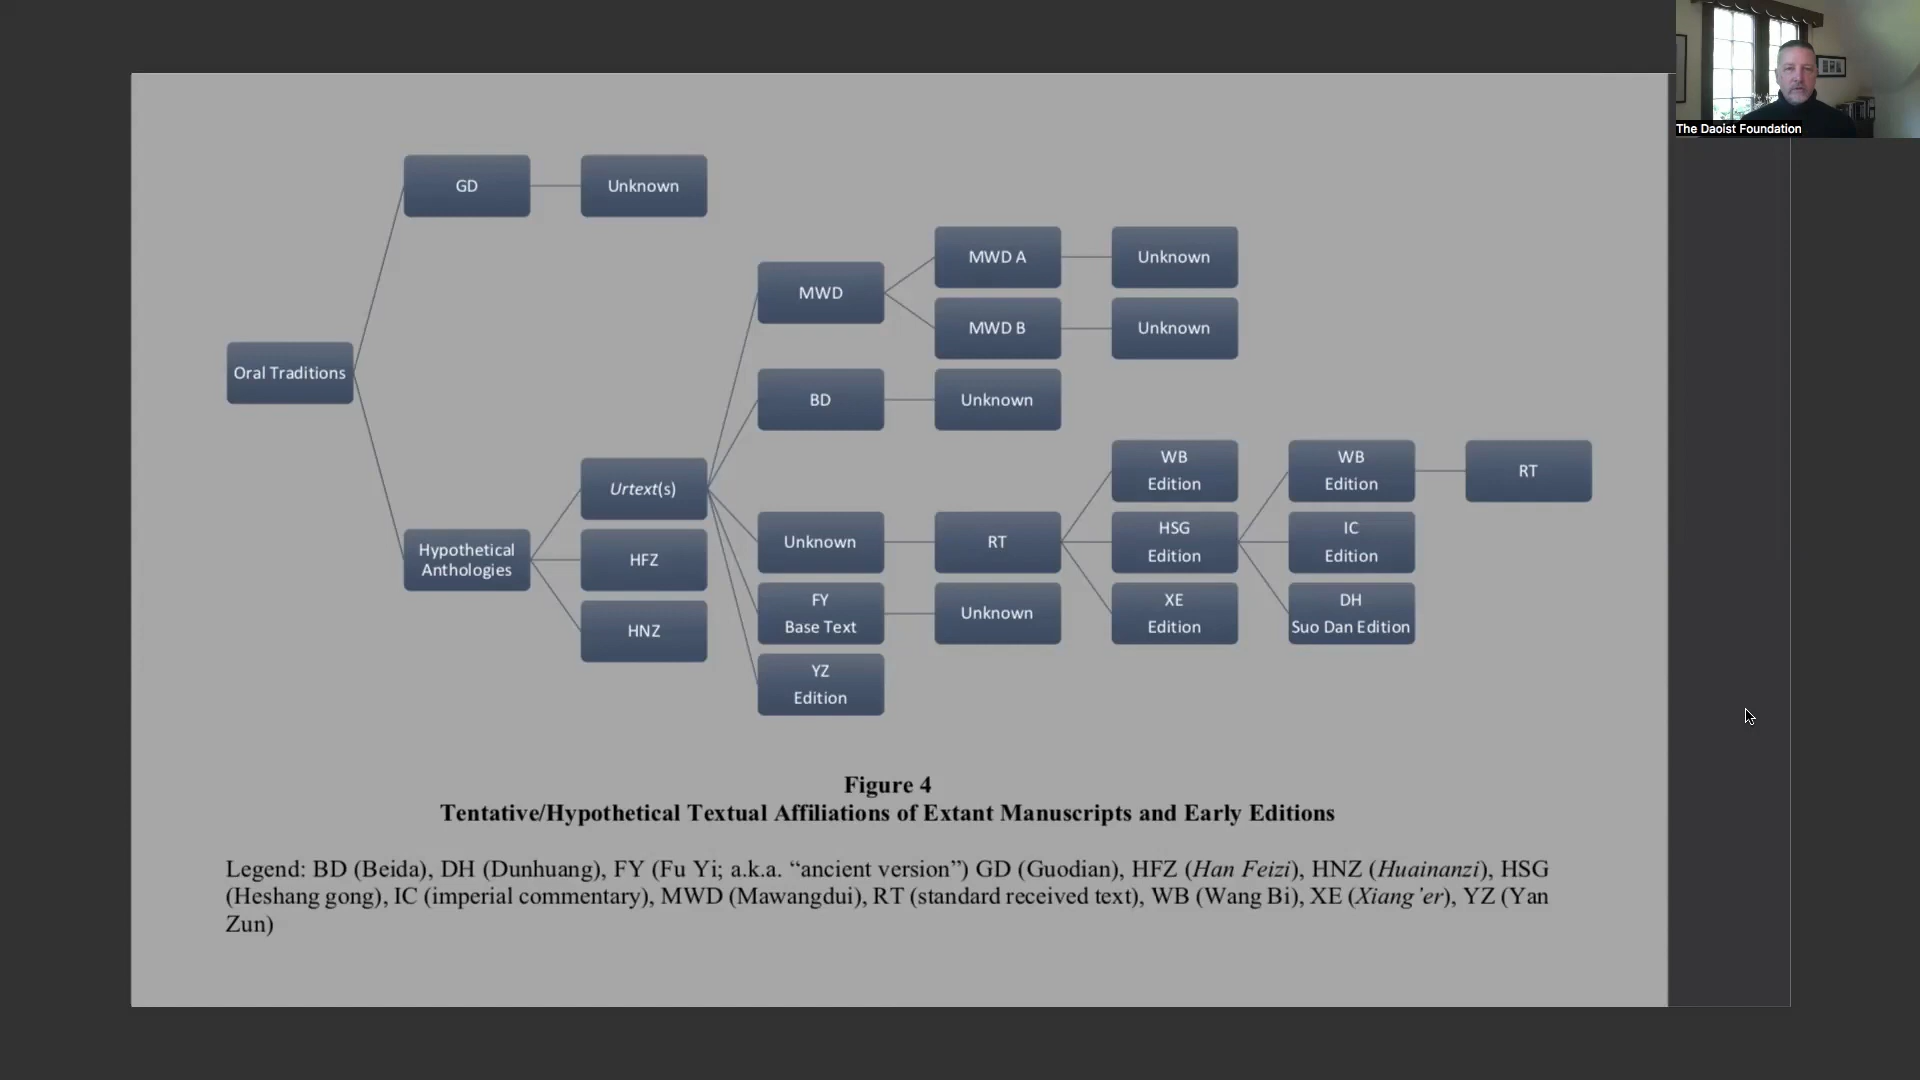 The Daoist Foundation
GD
Unknown
MWD
MWD A
Unknown
MWD B
Unknown
Oral Traditions
BD
Unknown
Urtext(s)
WB
Edition
WB
Edition
RT
Hypothetical
Anthologies
HFZ
Unknown
RT
HSG
Edition
IC
Edition
HNZ
FY
Base Text
Unknown
XE
Edition
DH
Suo Dan Edition
YZ
Edition
Figure 4
Tentative/Hypothetical Textual Affiliations of Extant Manuscripts and Early Editions
Legend: BD (Beida), DH (Dunhuang), FY (Fu Yi; a.k.a. “ancient version”) GD (Guodian), HFZ (Han Feizi), HNZ (Huainanzi), HSG
(Heshang gong), IC (imperial commentary), MWD (Mawangdui), RT (standard received text), WB (Wang Bi), XE (Xiang’er), YZ (Yan
Zun)